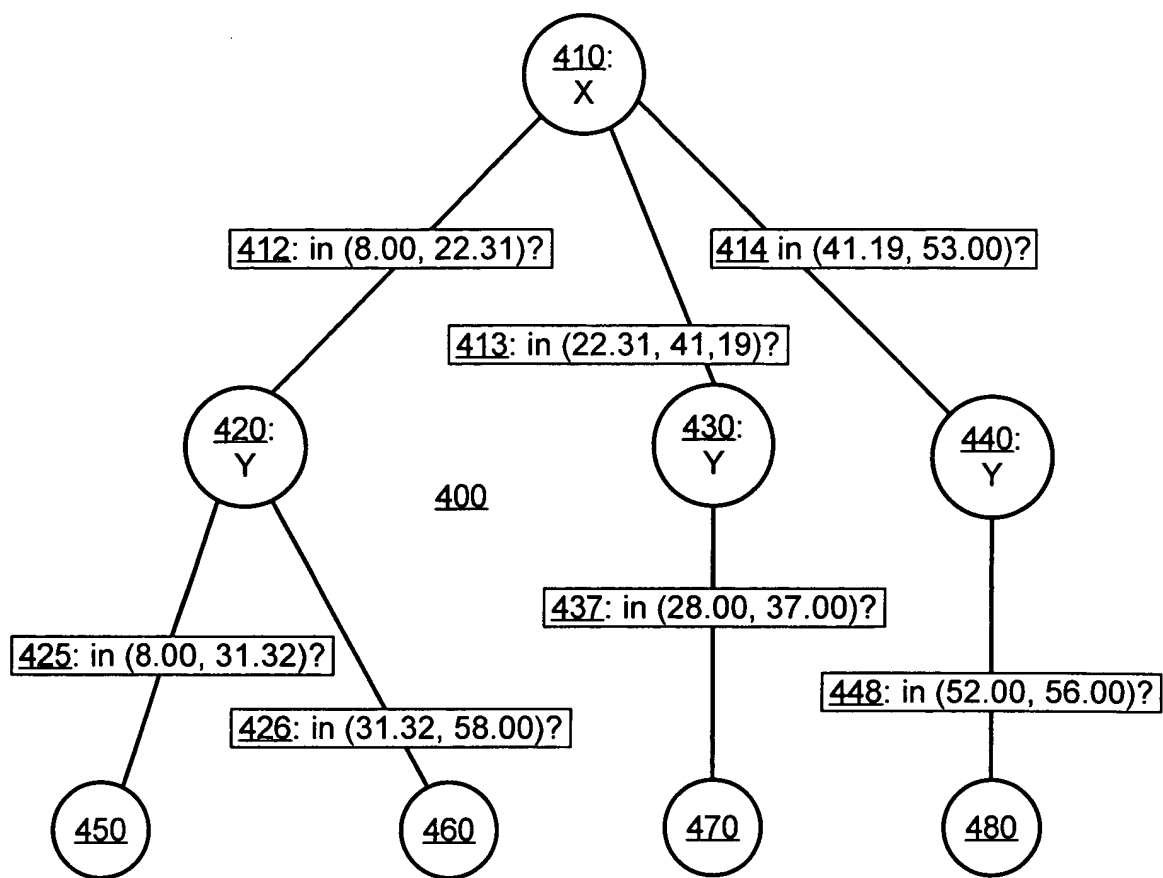 410:
X
412: in (8.00, 22.31)?
414 in (41.19, 53.00)?
413: in (22.31, 41,19)?
420:
Y
430:
Y
440:
Y
400
437: in (28.00, 37.00)?
425: in (8.00, 31.32)?
448: in (52.00, 56.00)?
426: in (31.32, 58.00)?
450
460
470
480